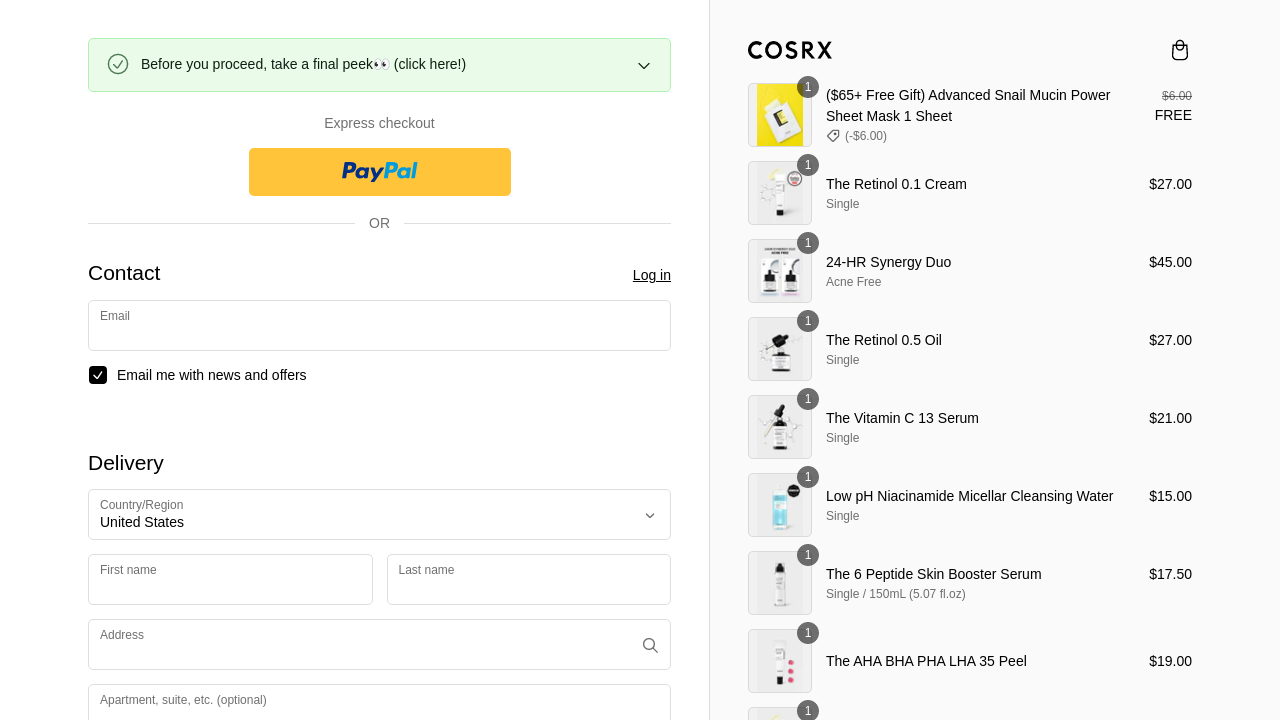 Before you proceed, take a final peek👀 (click here!)
Express checkout
PayPal
OR
Contact
Log in
Email
Email me with news and offers
Delivery
Country/Region
United States
First name
Last name
Address
Apartment, suite, etc. (optional)
COSRX
1
($65+ Free Gift) Advanced Snail Mucin Power
Sheet Mask 1 Sheet
(-$6.00)
$6.00
FREE
1
The Retinol 0.1 Cream
Single
$27.00
1
24-HR Synergy Duo
Acne Free
$45.00
1
The Retinol 0.5 Oil
Single
$27.00
1
The Vitamin C 13 Serum
Single
$21.00
1
Low pH Niacinamide Micellar Cleansing Water
Single
$15.00
1
The 6 Peptide Skin Booster Serum
Single / 150mL (5.07 fl.oz)
$17.50
1
The AHA BHA PHA LHA 35 Peel
$19.00
1